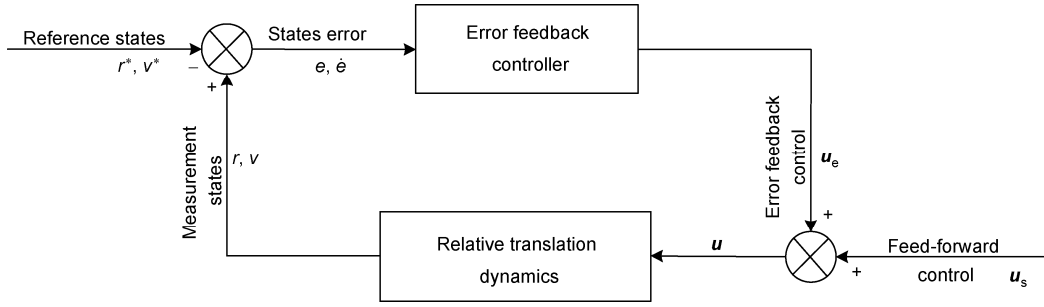 Reference states
r*, v*
−
+
States error
e, ė
Error feedback
controller
Error feedback
control
u_e
+
Measurement
states
r, v
Relative translation
dynamics
u
+
Feed-forward
control
u_s